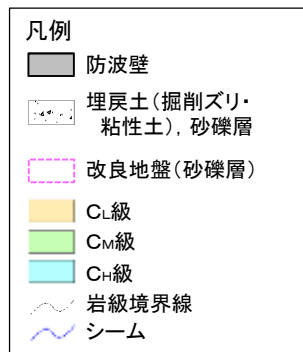 凡例
防波壁
埋戻土(掘削ズリ・
粘性土),砂礫層
改良地盤(砂礫層)
CL級
CM級
CH級
岩級境界線
シーム